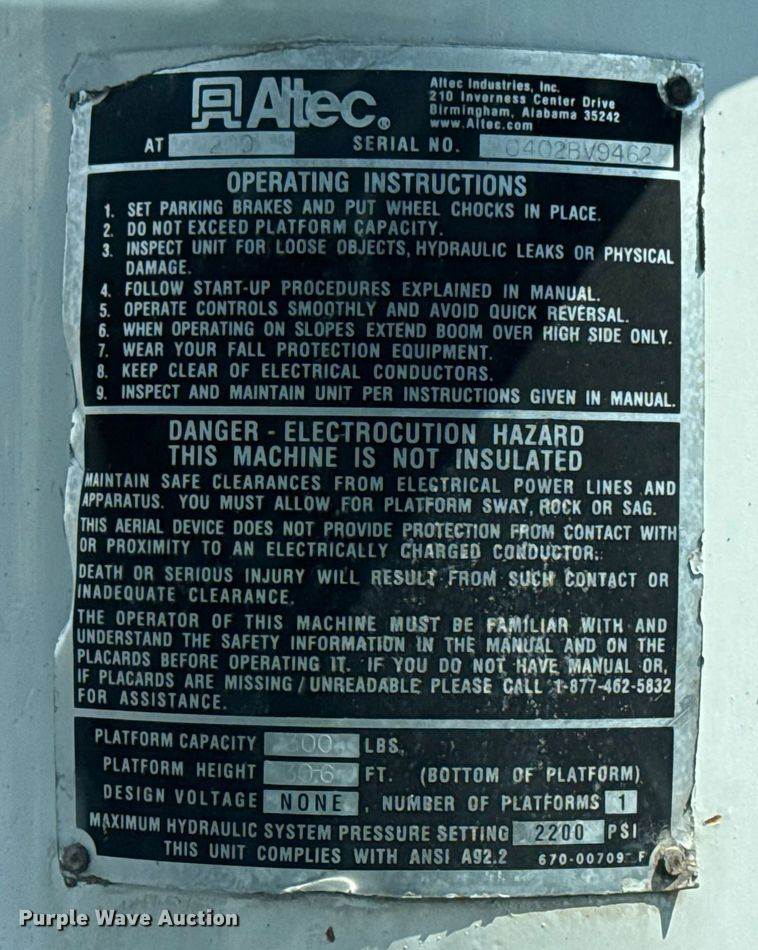 Altec®
Altec Industries, Inc.
210 Inverness Center Drive
Birmingham, Alabama 35242
www.Altec.com
AT 200 SERIAL NO. 0402BV9462
OPERATING INSTRUCTIONS
1. SET PARKING BRAKES AND PUT WHEEL CHOCKS IN PLACE.
2. DO NOT EXCEED PLATFORM CAPACITY.
3. INSPECT UNIT FOR LOOSE OBJECTS, HYDRAULIC LEAKS OR PHYSICAL
DAMAGE.
4. FOLLOW START-UP PROCEDURES EXPLAINED IN MANUAL.
5. OPERATE CONTROLS SMOOTHLY AND AVOID QUICK REVERSAL.
6. WHEN OPERATING ON SLOPES EXTEND BOOM OVER HIGH SIDE ONLY.
7. WEAR YOUR FALL PROTECTION EQUIPMENT.
8. KEEP CLEAR OF ELECTRICAL CONDUCTORS.
9. INSPECT AND MAINTAIN UNIT PER INSTRUCTIONS GIVEN IN MANUAL.
DANGER - ELECTROCUTION HAZARD
THIS MACHINE IS NOT INSULATED
MAINTAIN SAFE CLEARANCES FROM ELECTRICAL POWER LINES AND
APPARATUS. YOU MUST ALLOW FOR PLATFORM SWAY, ROCK OR SAG.
THIS AERIAL DEVICE DOES NOT PROVIDE PROTECTION FROM CONTACT WITH
OR PROXIMITY TO AN ELECTRICALLY CHARGED CONDUCTOR.
DEATH OR SERIOUS INJURY WILL RESULT FROM SUCH CONTACT OR
INADEQUATE CLEARANCE.
THE OPERATOR OF THIS MACHINE MUST BE FAMILIAR WITH AND
UNDERSTAND THE SAFETY INFORMATION IN THE MANUAL AND ON THE
PLACARDS BEFORE OPERATING IT. IF YOU DO NOT HAVE MANUAL OR,
IF PLACARDS ARE MISSING/UNREADABLE PLEASE CALL 1-877-462-5832
FOR ASSISTANCE.
PLATFORM CAPACITY LBS.
PLATFORM HEIGHT FT. (BOTTOM OF PLATFORM)
DESIGN VOLTAGE NONE, NUMBER OF PLATFORMS 1
MAXIMUM HYDRAULIC SYSTEM PRESSURE SETTING 2200 PSI
THIS UNIT COMPLIES WITH ANSI A92.2 670-00709 F
Purple Wave Auction